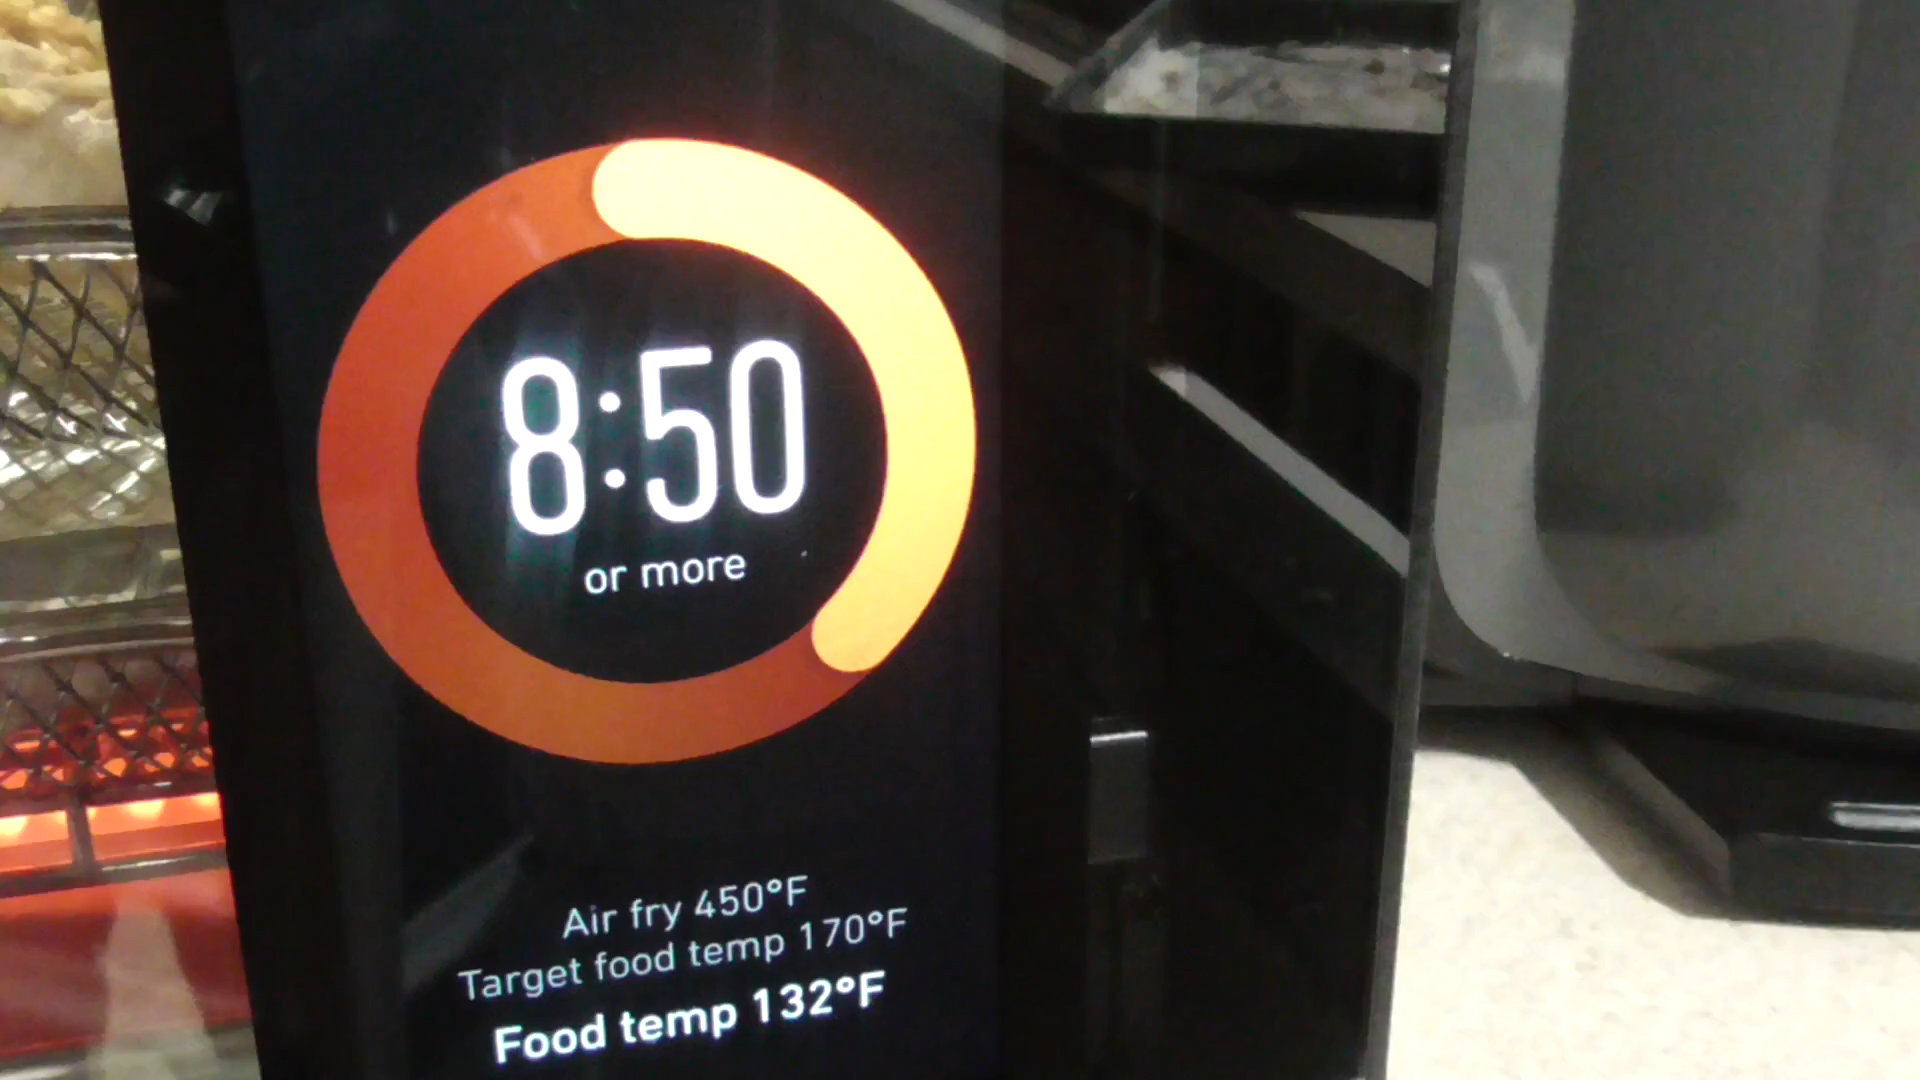 8:50
or more
Air fry 450°F
Target food temp 170°F
Food temp 132°F